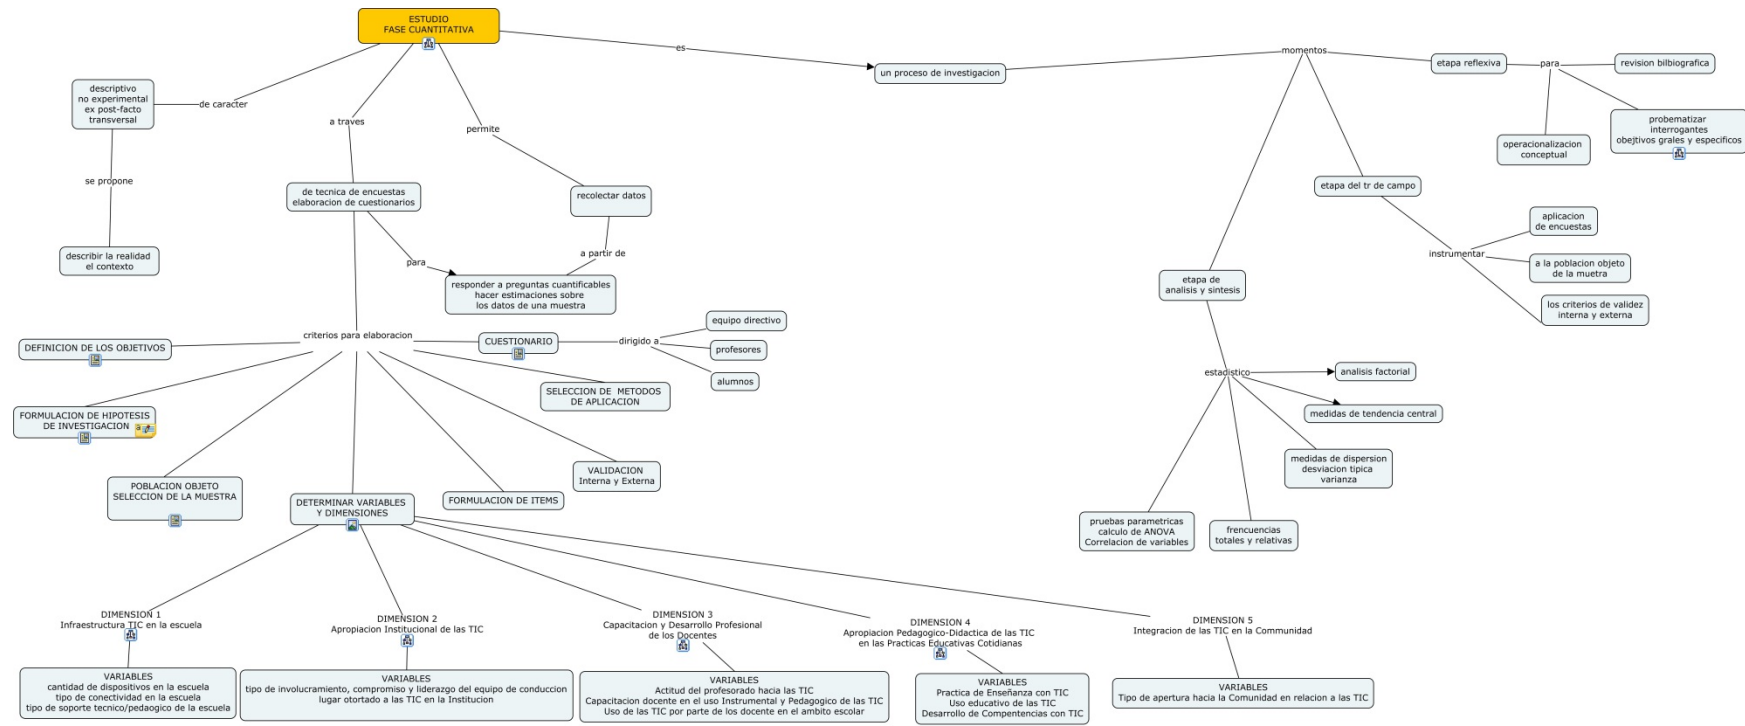 ESTUDIO
FASE CUANTITATIVA
es
un proceso de investigacion
momentos
etapa reflexiva
para
revision bilbiografica
operacionalizacion
conceptual
probematizar
interrogantes
obejtivos grales y especificos
descriptivo
no experimental
ex post-facto
transversal
de caracter
a traves
permite
se propone
describir la realidad
el contexto
de tecnica de encuestas
elaboracion de cuestionarios
recolectar datos
para
a partir de
responder a preguntas cuantificables
hacer estimaciones sobre
los datos de una muestra
etapa del tr de campo
instrumentar
aplicacion
de encuestas
a la poblacion objeto
de la muetra
los criterios de validez
interna y externa
etapa de
analisis y sintesis
estadistico
analisis factorial
medidas de tendencia central
medidas de dispersion
desviacion tipica
varianza
pruebas parametricas
calculo de ANOVA
Correlacion de variables
frencuencias
totales y relativas
criterios para elaboracion
DEFINICION DE LOS OBJETIVOS
CUESTIONARIO
dirigido a
equipo directivo
profesores
alumnos
SELECCION DE METODOS
DE APLICACION
FORMULACION DE HIPOTESIS
DE INVESTIGACION
POBLACION OBJETO
SELECCION DE LA MUESTRA
DETERMINAR VARIABLES
Y DIMENSIONES
FORMULACION DE ITEMS
VALIDACION
Interna y Externa
DIMENSION 1
Infraestructura TIC en la escuela
DIMENSION 2
Apropiacion Institucional de las TIC
DIMENSION 3
Capacitacion y Desarrollo Profesional
de los Docentes
DIMENSION 4
Apropiacion Pedagogico-Didactica de las TIC
en las Practicas Educativas Cotidianas
DIMENSION 5
Integracion de las TIC en la Communidad
VARIABLES
cantidad de dispositivos en la escuela
tipo de conectividad en la escuela
tipo de soporte tecnico/pedaogico de la escuela
VARIABLES
tipo de involucramiento, compromiso y liderazgo del equipo de conduccion
lugar otortado a las TIC en la Institucion
VARIABLES
Actitud del profesorado hacia las TIC
Capacitacion docente en el uso Instrumental y Pedagogico de las TIC
Uso de las TIC por parte de los docente en el ambito escolar
VARIABLES
Practica de Enseñanza con TIC
Uso educativo de las TIC
Desarrollo de Compentencias con TIC
VARIABLES
Tipo de apertura hacia la Comunidad en relacion a las TIC